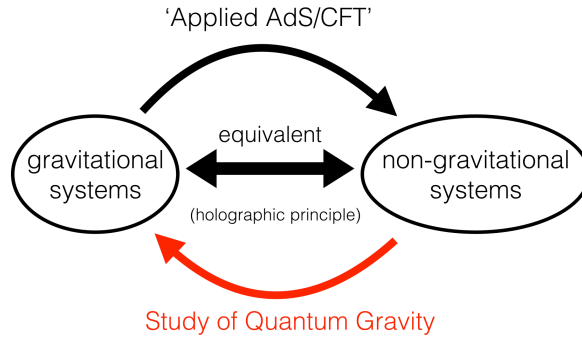 'Applied AdS/CFT'
equivalent
gravitational
systems
non-gravitational
systems
(holographic principle)
Study of Quantum Gravity